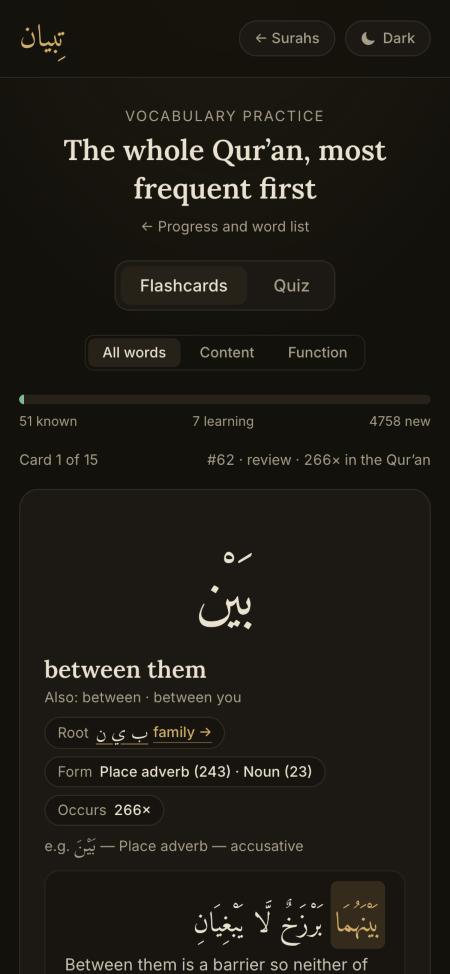 تِبيان
← Surahs
Dark
VOCABULARY PRACTICE
The whole Qur’an, most
frequent first
← Progress and word list
Flashcards
Quiz
All words
Content
Function
51 known
7 learning
4758 new
Card 1 of 15
#62 · review · 266× in the Qur’an
بَيْن
between them
Also: between · between you
Root ب ي ن family →
Form Place adverb (243) · Noun (23)
Occurs 266×
e.g. بَيْنَ — Place adverb — accusative
بَيْنَهُمَا بَرْزَخٌ لَّا يَبْغِيَانِ
Between them is a barrier so neither of